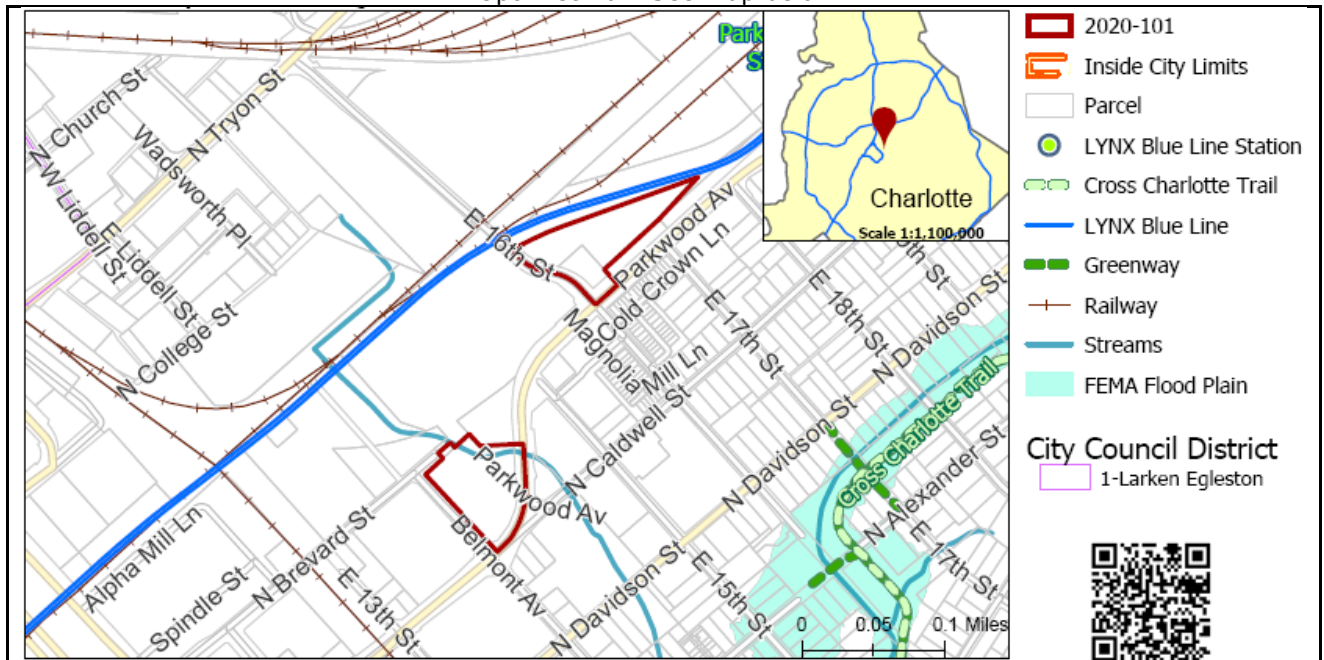 Park
S
N Church St
N Tryon St
Wadsworth Pl
N W Liddell St
E Liddell St
N College St
E 16th St
Parkwood Av
Cold Crown Ln
Magnolia Mill Ln
E 17th St
E 18th St
N Davidson St
N Caldwell St
N Davidson St
Cross Charlotte Trail
N Alexander St
E 17th St
Parkwood Av
Belmont Av
N Brevard St
Alpha Mill Ln
Spindle St
E 13th St
N Davidson St
E 15th St
0 0.05 0.1 Miles
Charlotte
Scale 1:1,100,000
2020-101
Inside City Limits
Parcel
LYNX Blue Line Station
Cross Charlotte Trail
LYNX Blue Line
Greenway
Railway
Streams
FEMA Flood Plain
City Council District
1-Larken Egleston